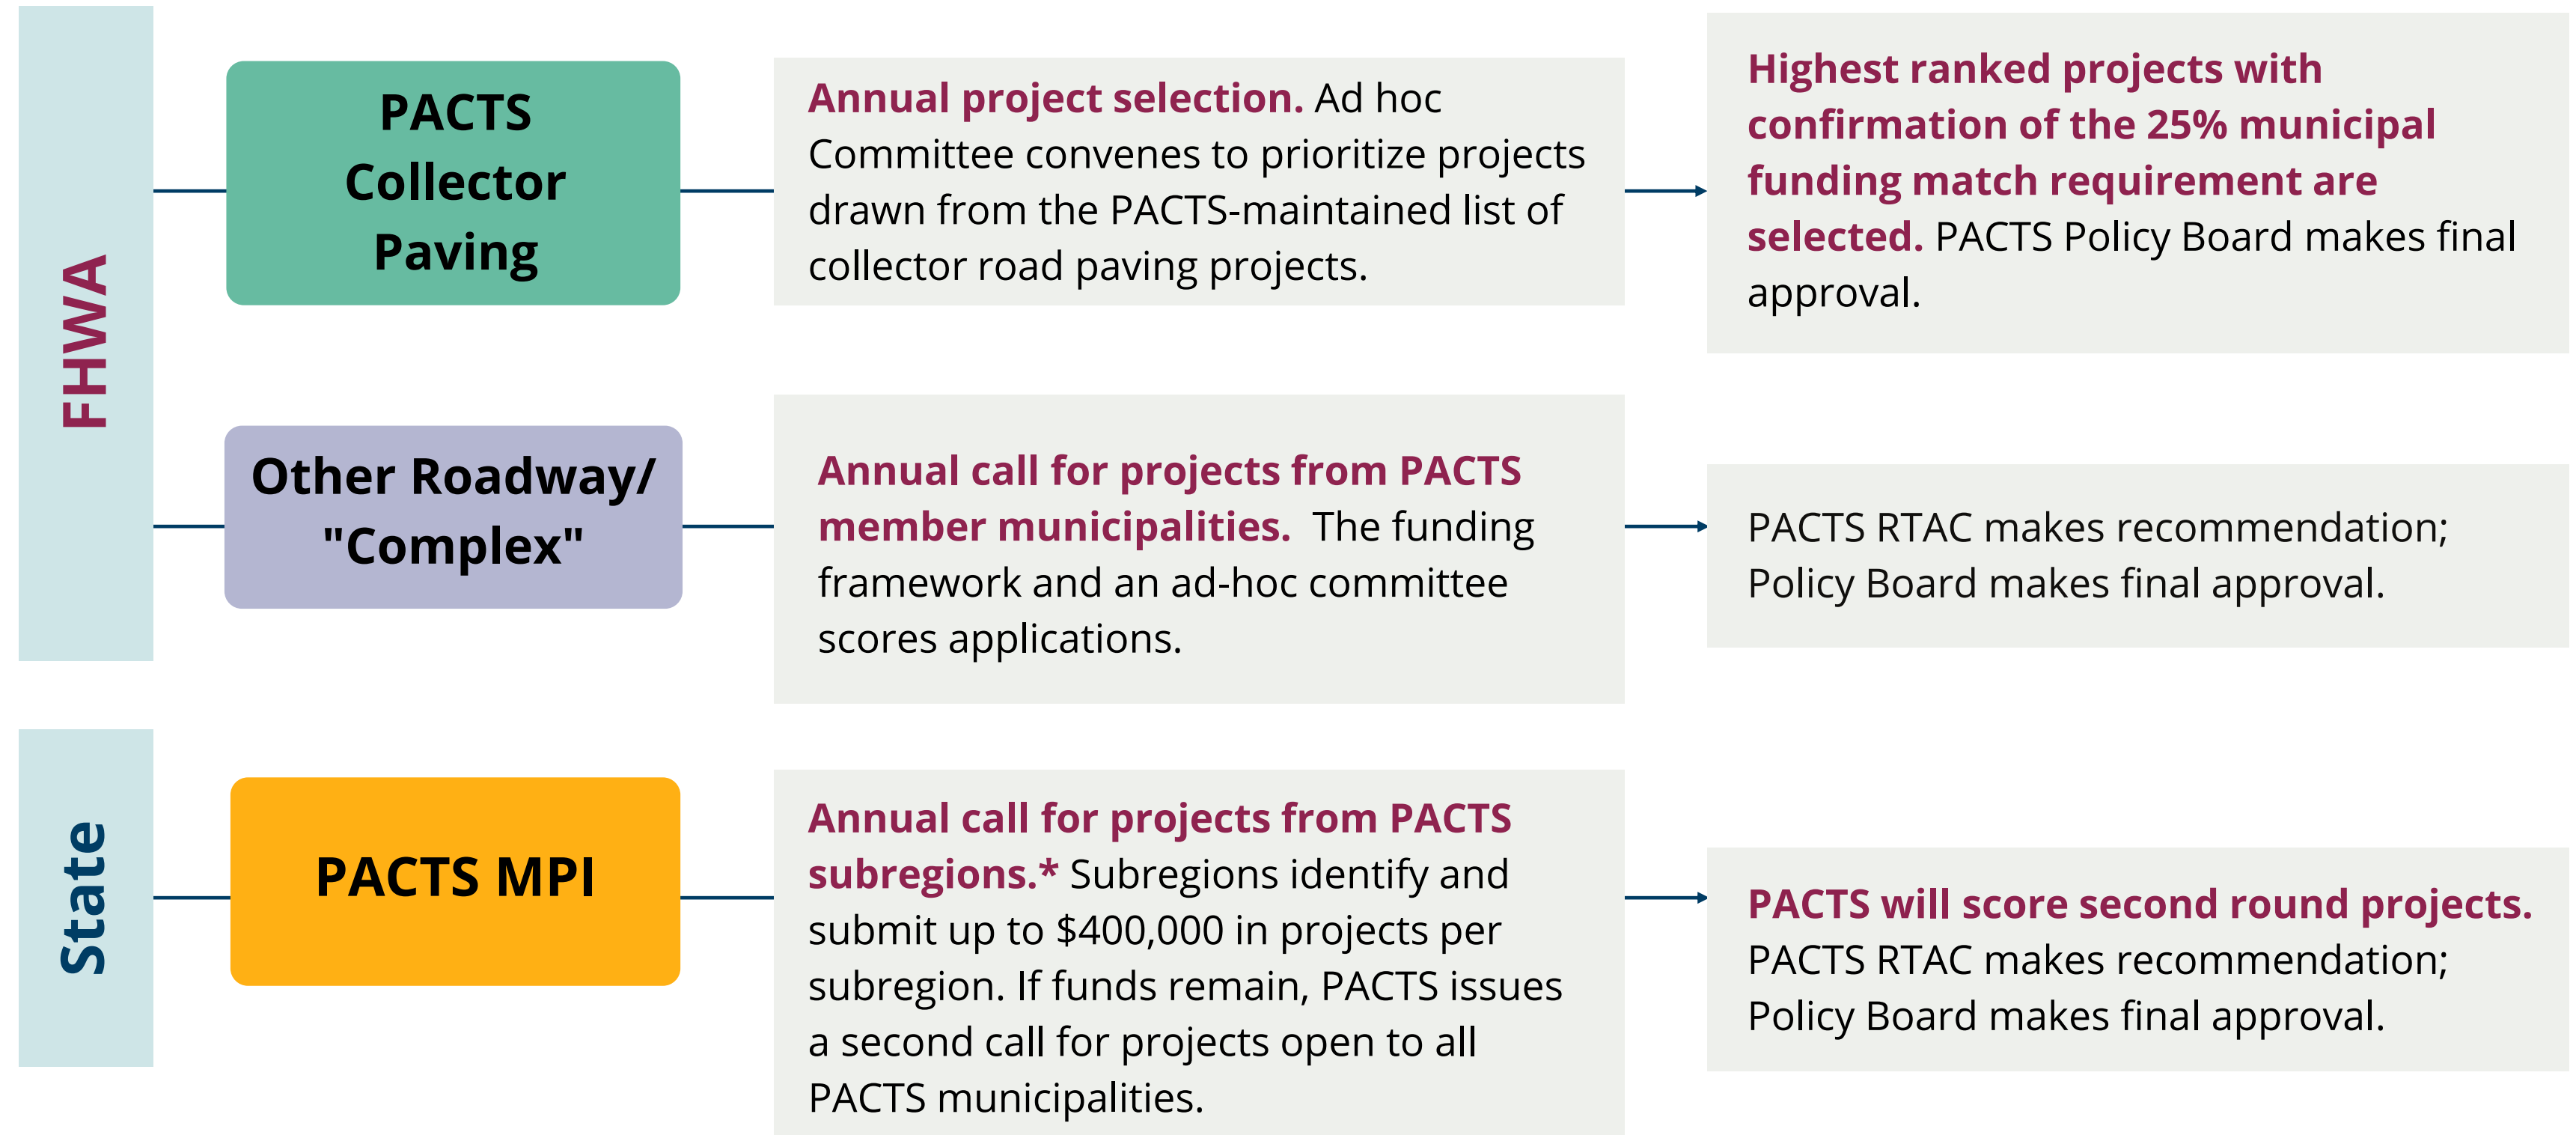 FHWA
PACTS
Collector
Paving
Annual project selection. Ad hoc
Committee convenes to prioritize projects
drawn from the PACTS-maintained list of
collector road paving projects.
Highest ranked projects with
confirmation of the 25% municipal
funding match requirement are
selected. PACTS Policy Board makes final
approval.
Other Roadway/
"Complex"
Annual call for projects from PACTS
member municipalities. The funding
framework and an ad-hoc committee
scores applications.
PACTS RTAC makes recommendation;
Policy Board makes final approval.
State
PACTS MPI
Annual call for projects from PACTS
subregions.* Subregions identify and
submit up to $400,000 in projects per
subregion. If funds remain, PACTS issues
a second call for projects open to all
PACTS municipalities.
PACTS will score second round projects.
PACTS RTAC makes recommendation;
Policy Board makes final approval.